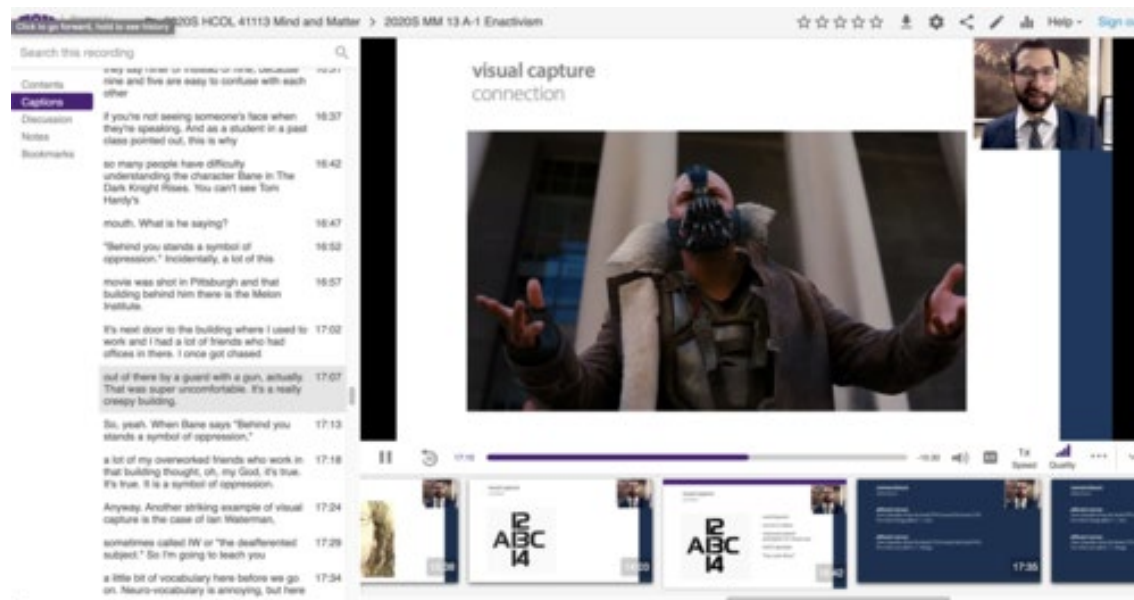 2020S HCOL 41113 Mind and Matter > 2020S MM 13 A-1 Enactivism
Help
Click to go forward, hold to see history
Search this recording
Contents
Captions
Discussion
Notes
Bookmarks
nine and five are easy to confuse with each
other
if you're not seeing someone's face when 16:37
they're speaking. And as a student in a past
class pointed out, this is why
so many people have difficulty 16:42
understanding the character Bane in The
Dark Knight Rises. You can't see Tom
Hardy's
mouth. What is he saying? 16:47
"Behind you stands a symbol of 16:52
oppression." Incidentally, a lot of this
movie was shot in Pittsburgh and that 16:57
building behind him there is the Melon
Institute.
It's next door to the building where I used to 17:02
work and I had a lot of friends who had
offices in there. I once got chased
out of there by a guard with a gun, actually. 17:07
That was super uncomfortable. It's a really
creepy building.
So, yeah. When Bane says "Behind you 17:13
stands a symbol of oppression,"
a lot of my overworked friends who work in 17:18
that building thought, oh, my God, it's true.
It's true. It is a symbol of oppression.
Anyway. Another striking example of visual 17:24
capture is the case of Ian Waterman,
sometimes called IW or "the deafferented 17:29
subject." So I'm going to teach you
a little bit of vocabulary here before we go 17:34
on. Neuro-vocabulary is annoying, but here
visual capture
connection
1x
Speed
Quality
12
ABC
14
12
ABC
14
17:35